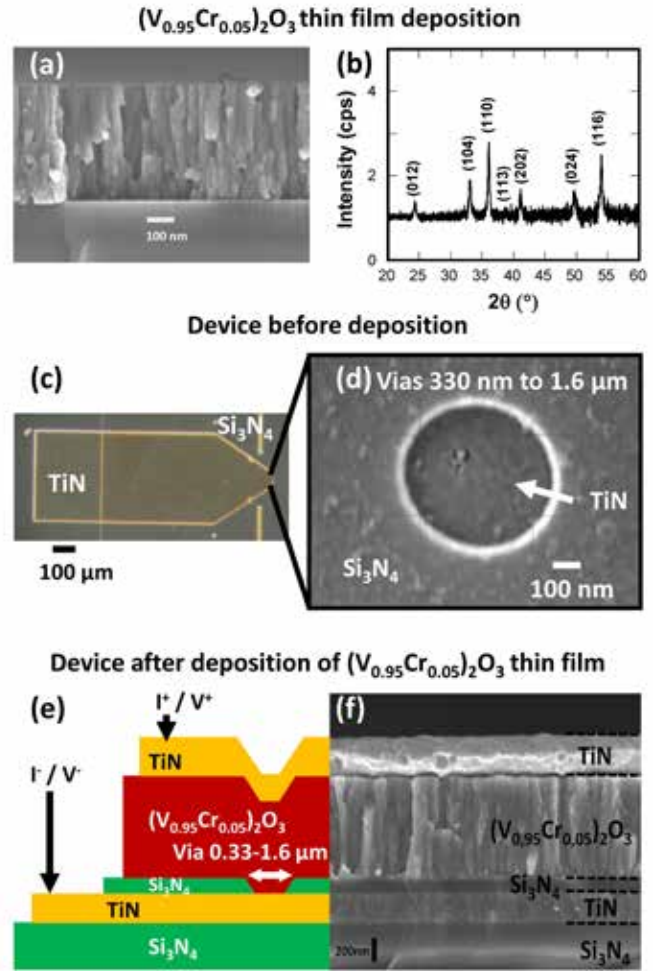 (V₀.₉₅Cr₀.₀₅)₂O₃ thin film deposition
(a)
100 nm
(b)
Intensity (cps)
4
2
0
(012)
(104)
(110)
(113)
(202)
(024)
(116)
20 25 30 35 40 45 50 55 60
2θ (°)
Device before deposition
(c)
Si₃N₄
TiN
100 µm
(d)
Vias 330 nm to 1.6 µm
TiN
Si₃N₄
100 nm
Device after deposition of (V₀.₉₅Cr₀.₀₅)₂O₃ thin film
(e)
I⁺ / V⁺
I⁻ / V⁻
TiN
(V₀.₉₅Cr₀.₀₅)₂O₃
Via 0.33-1.6 µm
Si₃N₄
TiN
Si₃N₄
(f)
TiN
(V₀,₉₅Cr₀,₀₅)₂O₃
Si₃N₄
TiN
200nm
Si₃N₄